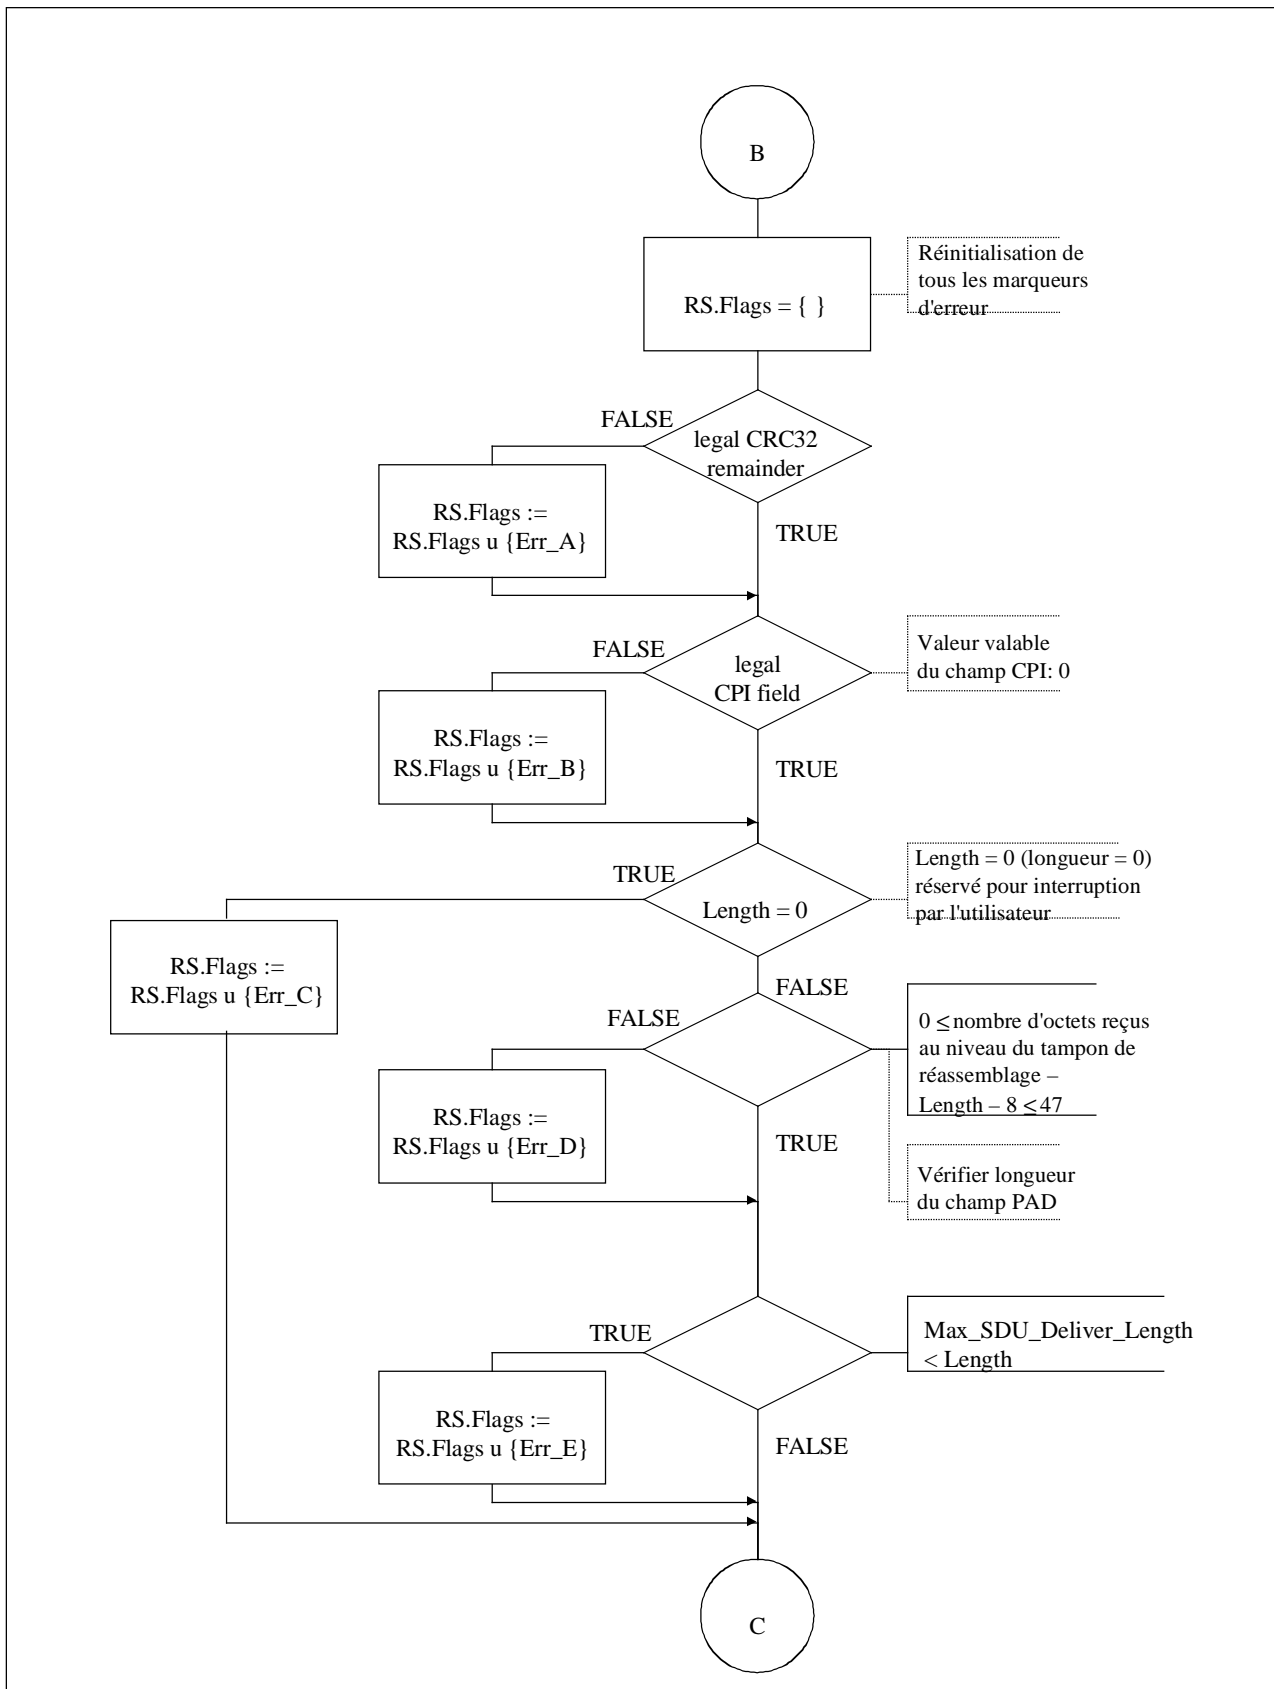 B
RS.Flags = { }
Réinitialisation de
tous les marqueurs
d'erreur
FALSE
legal CRC32
remainder
RS.Flags :=
RS.Flags u {Err_A}
TRUE
FALSE
legal
CPI field
Valeur valable
du champ CPI: 0
RS.Flags :=
RS.Flags u {Err_B}
TRUE
TRUE
Length = 0
Length = 0 (longueur = 0)
réservé pour interruption
par l'utilisateur
RS.Flags :=
RS.Flags u {Err_C}
FALSE
FALSE
0 ≤ nombre d'octets reçus
au niveau du tampon de
réassemblage –
Length – 8 ≤ 47
RS.Flags :=
RS.Flags u {Err_D}
TRUE
Vérifier longueur
du champ PAD
TRUE
Max_SDU_Deliver_Length
< Length
RS.Flags :=
RS.Flags u {Err_E}
FALSE
C